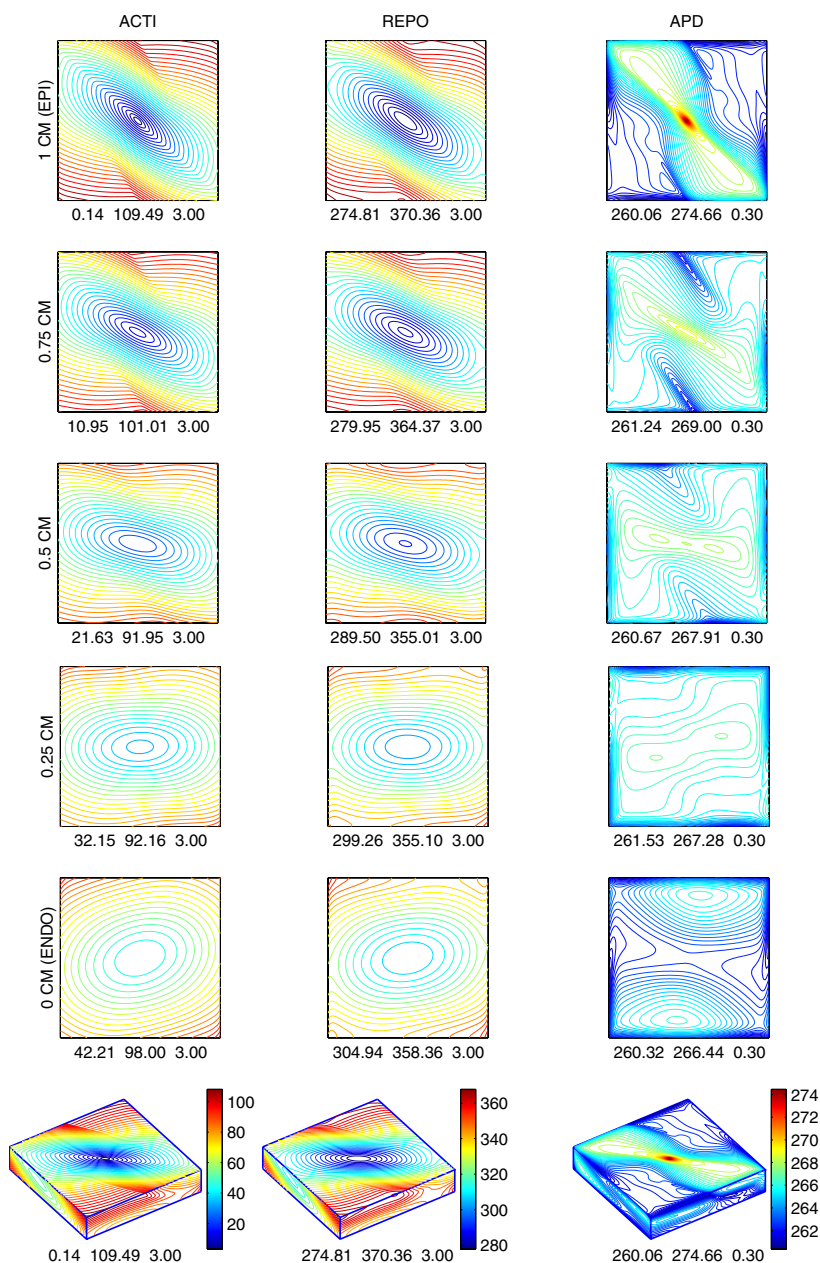 ACTI REPO APD
1 CM (EPI)
0.14 109.49 3.00 274.81 370.36 3.00 260.06 274.66 0.30
0.75 CM
10.95 101.01 3.00 279.95 364.37 3.00 261.24 269.00 0.30
0.5 CM
21.63 91.95 3.00 289.50 355.01 3.00 260.67 267.91 0.30
0.25 CM
32.15 92.16 3.00 299.26 355.10 3.00 261.53 267.28 0.30
0 CM (ENDO)
42.21 98.00 3.00 304.94 358.36 3.00 260.32 266.44 0.30
100
80
60
40
20
360
340
320
300
280
274
272
270
268
266
264
262
0.14 109.49 3.00 274.81 370.36 3.00 260.06 274.66 0.30